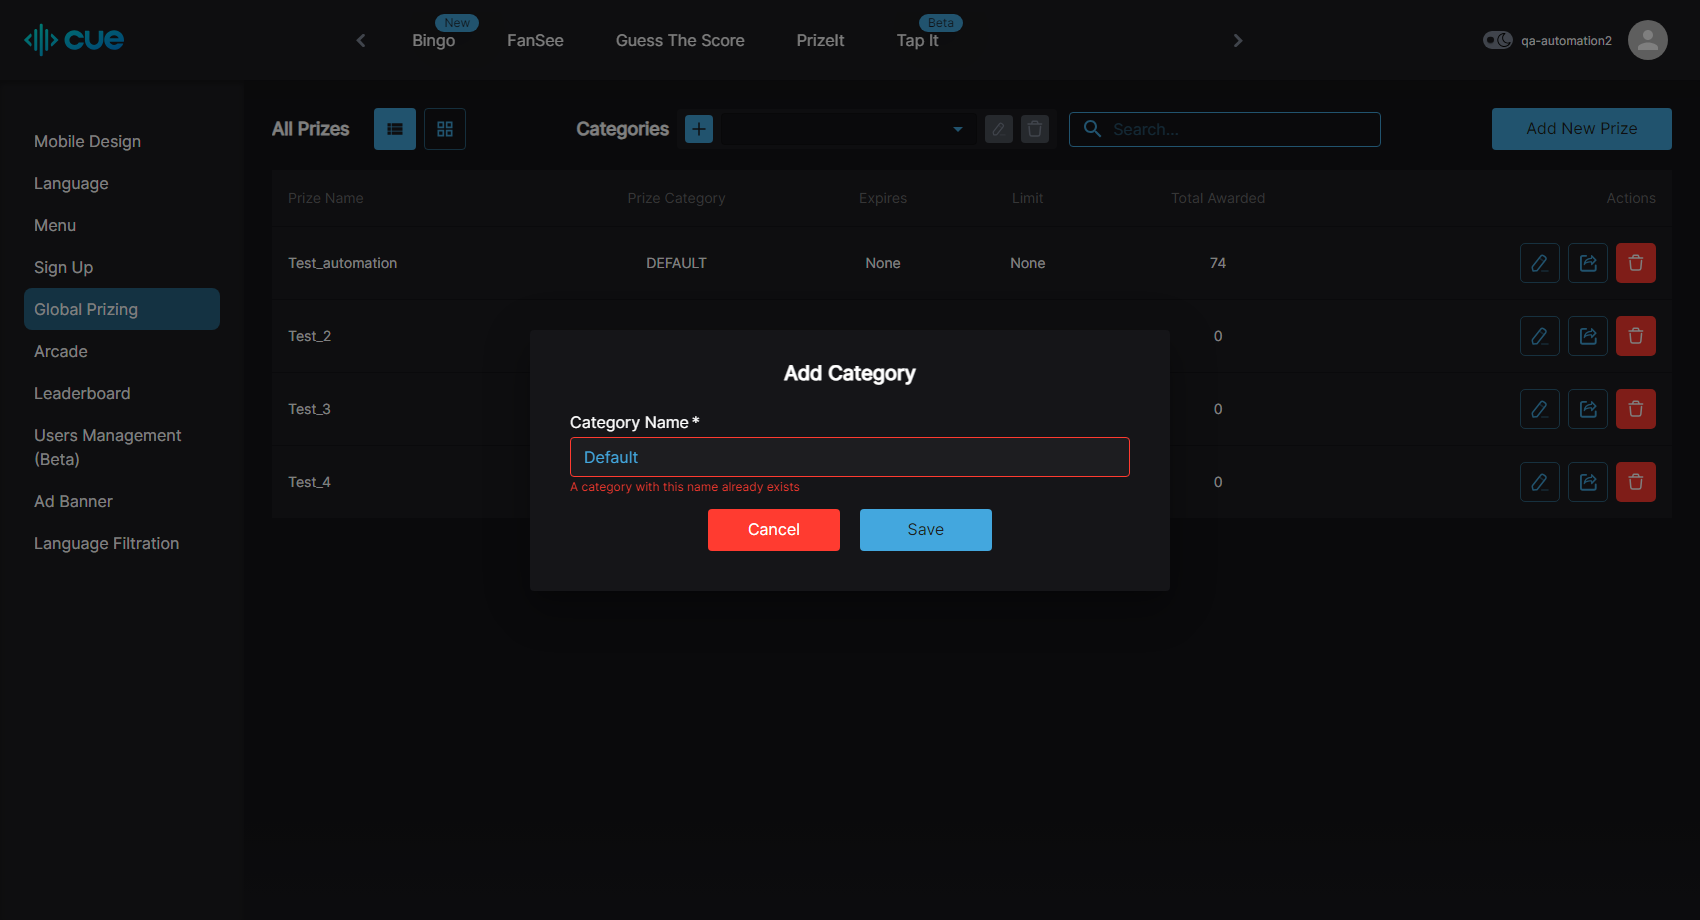 cue
New
Bingo
FanSee
Guess The Score
PrizeIt
Beta
Tap It
qa-automation2
Mobile Design
Language
Menu
Sign Up
Global Prizing
Arcade
Leaderboard
Users Management
(Beta)
Ad Banner
Language Filtration
All Prizes
Categories
Search...
Add New Prize
Prize Name Prize Category Expires Limit Total Awarded Actions
Test_automation DEFAULT None None 74
Test_2 0
Test_3 0
Test_4 0
Add Category
Category Name *
Default
A category with this name already exists
Cancel
Save